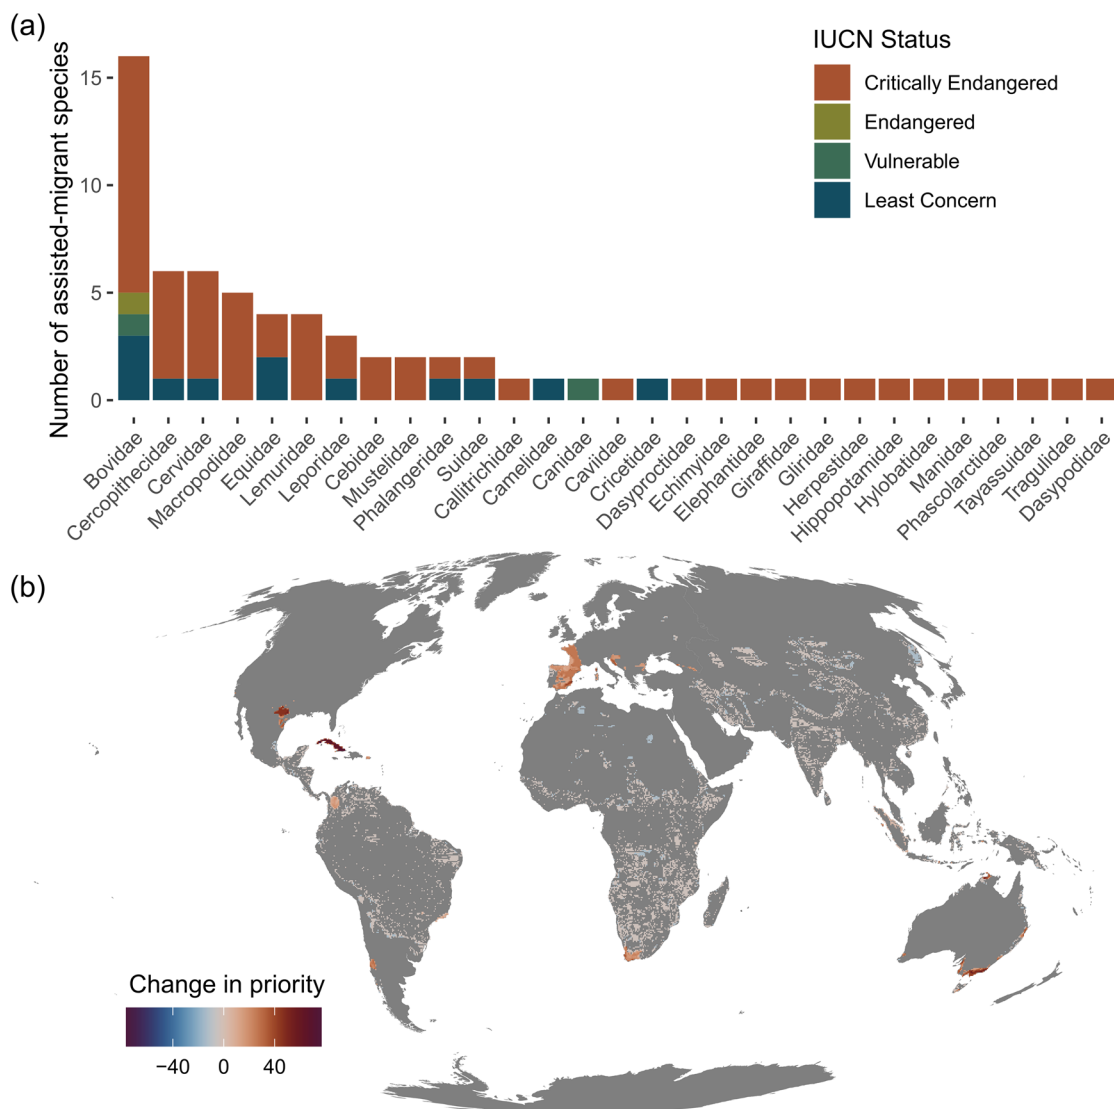 (a)
Number of assisted-migrant species
15
10
5
0
IUCN Status
Critically Endangered
Endangered
Vulnerable
Least Concern
Bovidae
Cercopithecidae
Cervidae
Macropodidae
Equidae
Lemuridae
Leporidae
Cebidae
Mustelidae
Phalangeridae
Suidae
Callitrichidae
Camelidae
Canidae
Caviidae
Cricetidae
Dasyproctidae
Echimyidae
Elephantidae
Giraffidae
Gliridae
Herpestidae
Hippopotamidae
Hylobatidae
Manidae
Phascolarctidae
Tayassuidae
Tragulidae
Dasypodidae
(b)
Change in priority
−40 0 40